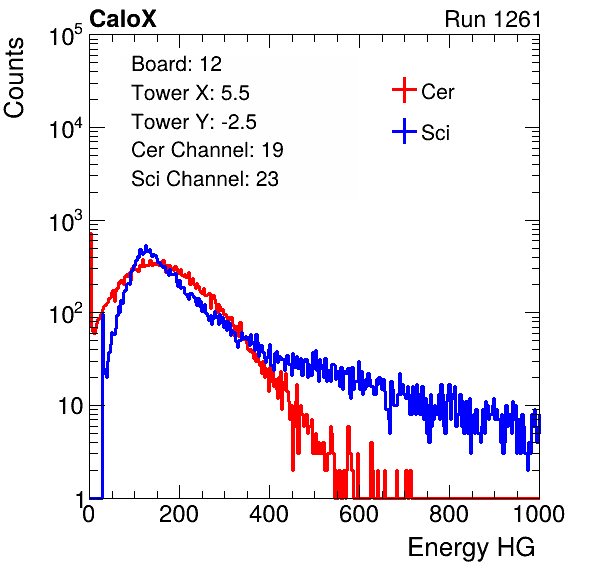 CaloX Run 1261
Counts
Board: 12
Tower X: 5.5
Tower Y: -2.5
Cer Channel: 19
Sci Channel: 23
Cer
Sci
10^5
10^4
10^3
10^2
10
1
0 200 400 600 800 1000
Energy HG